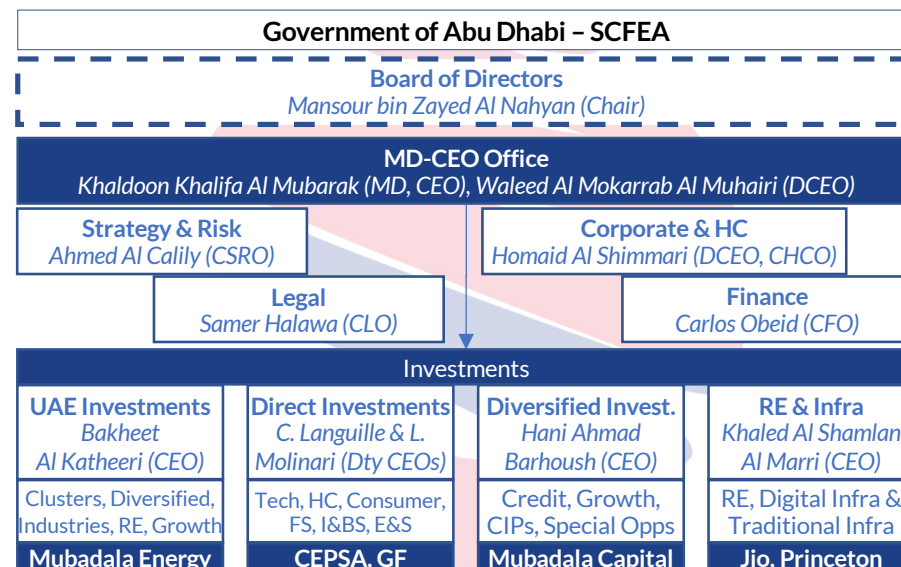 Government of Abu Dhabi – SCFEA
Board of Directors
Mansour bin Zayed Al Nahyan (Chair)
MD-CEO Office
Khaldoon Khalifa Al Mubarak (MD, CEO), Waleed Al Mokarrab Al Muhairi (DCEO)
Strategy & Risk
Ahmed Al Calily (CSRO)
Corporate & HC
Homaid Al Shimmari (DCEO, CHCO)
Legal
Samer Halawa (CLO)
Finance
Carlos Obeid (CFO)
Investments
UAE Investments
Bakheet
Al Katheeri (CEO)
Clusters, Diversified,
Industries, RE, Growth
Mubadala Energy
Direct Investments
C. Languille & L.
Molinari (Dty CEOs)
Tech, HC, Consumer,
FS, I&BS, E&S
CEPSA, GF
Diversified Invest.
Hani Ahmad
Barhoush (CEO)
Credit, Growth,
CIPs, Special Opps
Mubadala Capital
RE & Infra
Khaled Al Shamlan
Al Marri (CEO)
RE, Digital Infra &
Traditional Infra
Jio, Princeton